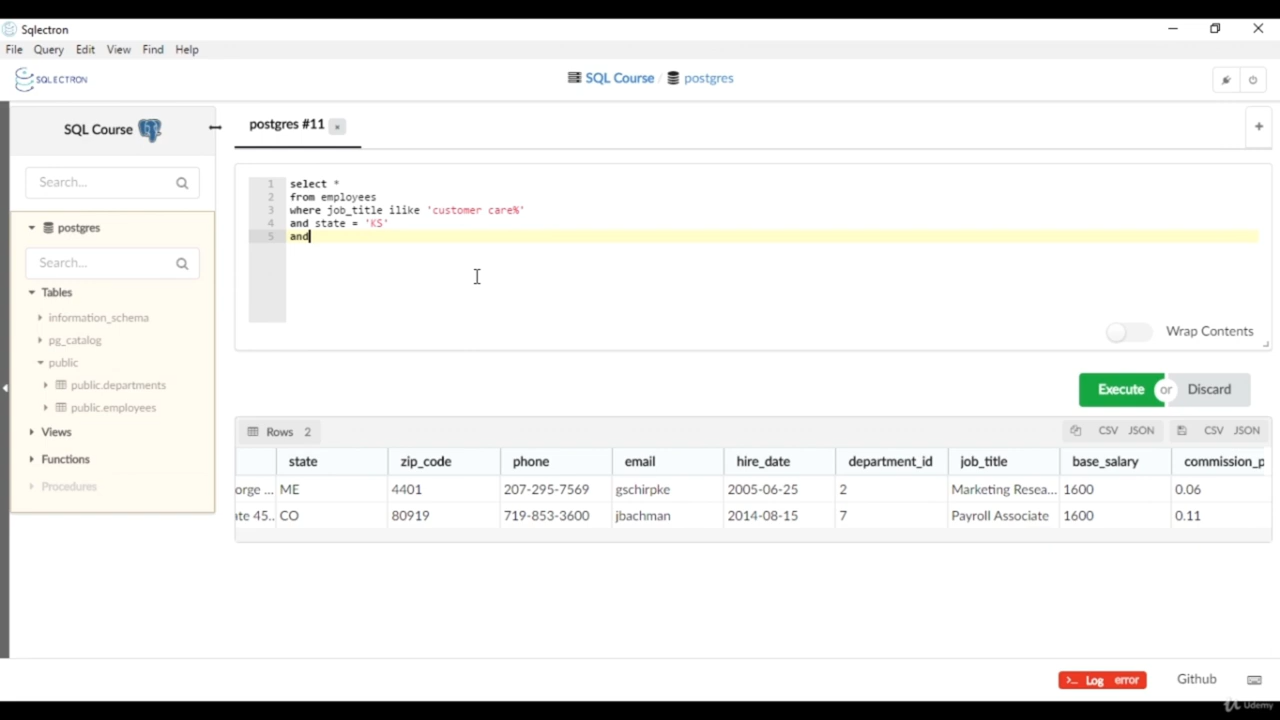 Sqlectron
File Query Edit View Find Help
SQLECTRON
SQL Course / postgres
SQL Course
postgres #11 ×
+
Search...
1 select *
2 from employees
3 where job_title ilike 'customer care%'
4 and state = 'KS'
5 and
postgres
Search...
Tables
information_schema
pg_catalog
public
public.departments
public.employees
Views
Functions
Procedures
Wrap Contents
Execute or Discard
Rows 2
CSV JSON CSV JSON
state zip_code phone email hire_date department_id job_title base_salary commission_p
orge ... ME 4401 207-295-7569 gschirpke 2005-06-25 2 Marketing Resea... 1600 0.06
ate 45.. CO 80919 719-853-3600 jbachman 2014-08-15 7 Payroll Associate 1600 0.11
>_ Log error Github
Udemy